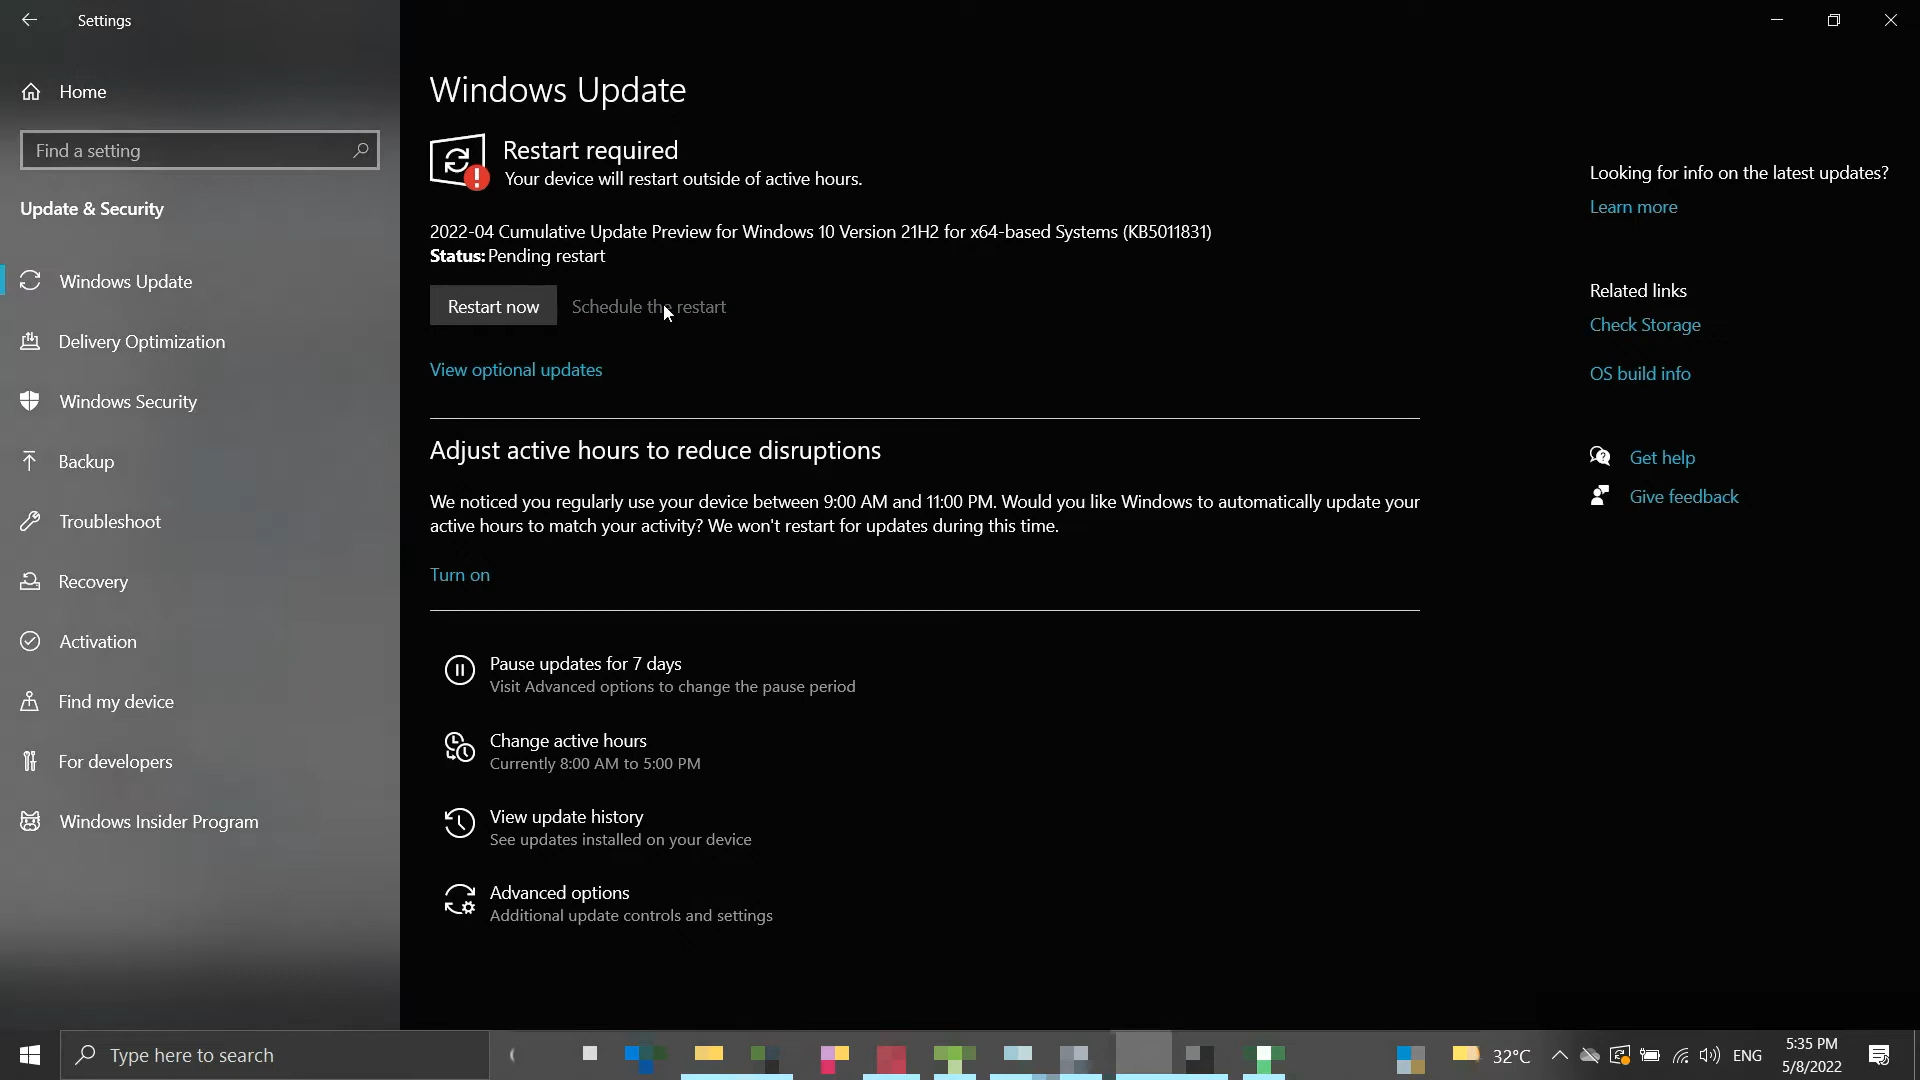 Settings
Home
Find a setting
Update & Security
Windows Update
Delivery Optimization
Windows Security
Backup
Troubleshoot
Recovery
Activation
Find my device
For developers
Windows Insider Program
Windows Update
Restart required
Your device will restart outside of active hours.
2022-04 Cumulative Update Preview for Windows 10 Version 21H2 for x64-based Systems (KB5011831)
Status: Pending restart
Restart now
Schedule the restart
View optional updates
Adjust active hours to reduce disruptions
We noticed you regularly use your device between 9:00 AM and 11:00 PM. Would you like Windows to automatically update your
active hours to match your activity? We won't restart for updates during this time.
Turn on
Pause updates for 7 days
Visit Advanced options to change the pause period
Change active hours
Currently 8:00 AM to 5:00 PM
View update history
See updates installed on your device
Advanced options
Additional update controls and settings
Looking for info on the latest updates?
Learn more
Related links
Check Storage
OS build info
Get help
Give feedback
Type here to search
32°C
ENG
5:35 PM
5/8/2022